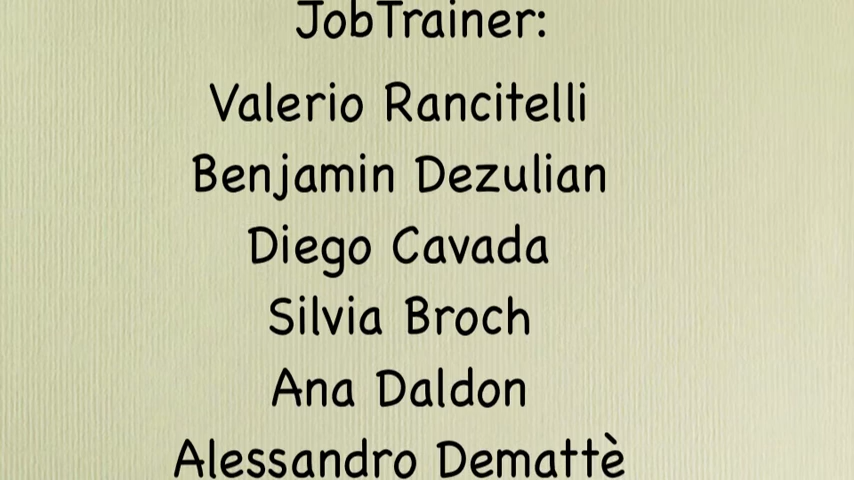 JobTrainer:
Valerio Rancitelli
Benjamin Dezulian
Diego Cavada
Silvia Broch
Ana Daldon
Alessandro Demattè